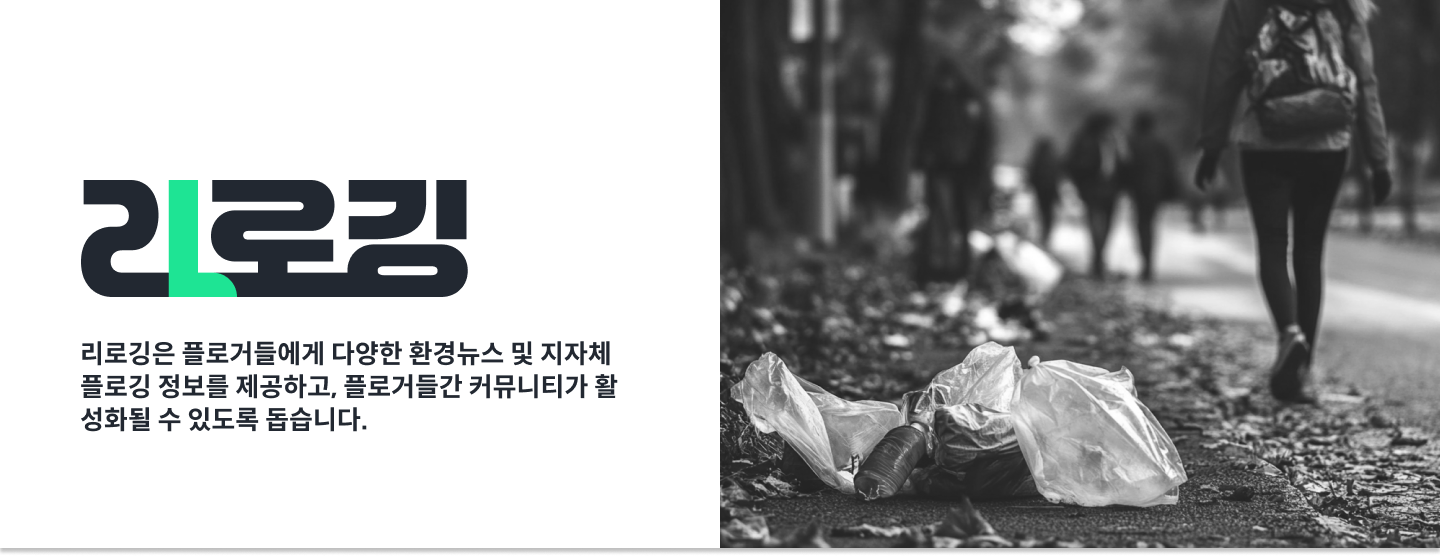 리로깅
리로깅은 플로거들에게 다양한 환경뉴스 및 지자체
플로깅 정보를 제공하고, 플로거들간 커뮤니티가 활
성화될 수 있도록 돕습니다.